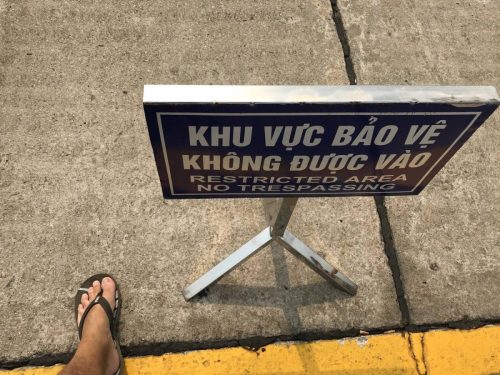 KHU VỰC BẢO VỆ
KHÔNG ĐƯỢC VÀO
RESTRICTED AREA
NO TRESPASSING